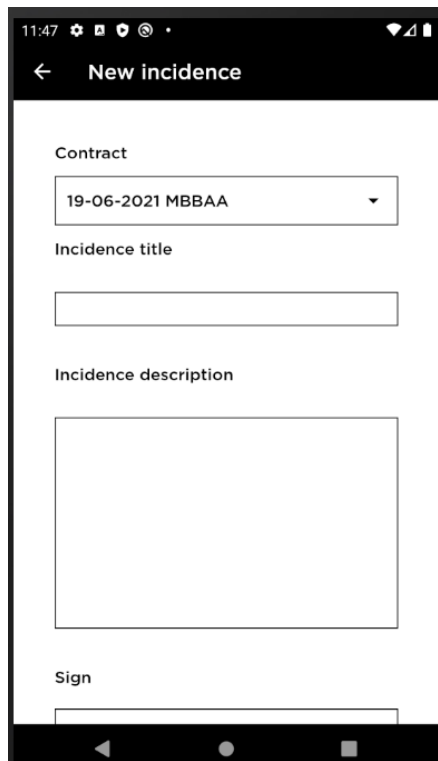 11:47
New incidence
Contract
19-06-2021 MBBAA
Incidence title
Incidence description
Sign